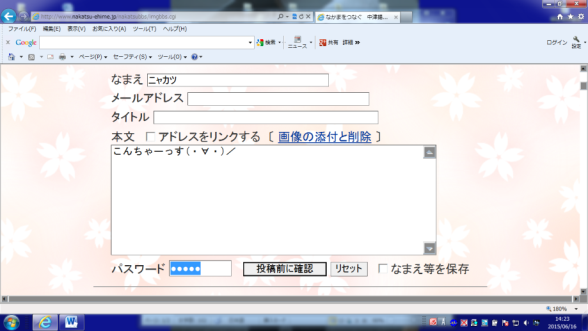 http://www.nakatsu-ehime.jp/nakatsubbs/imgbbs.cgi
なかまをつなぐ　中津越...
ファイル(F) 編集(E) 表示(V) お気に入り(A) ツール(T) ヘルプ(H)
× Google 検索 ニュース 共有 詳細 » ログイン 設定
ページ(P) セーフティ(S) ツール(O)
なまえ ニャカツ
メールアドレス
タイトル
本文 アドレスをリンクする 〔 画像の添付と削除 〕
こんちゃーっす(・∀・)／
パスワード ●●●●● 投稿前に確認 リセット なまえ等を保存
100%
14:23
2015/06/16